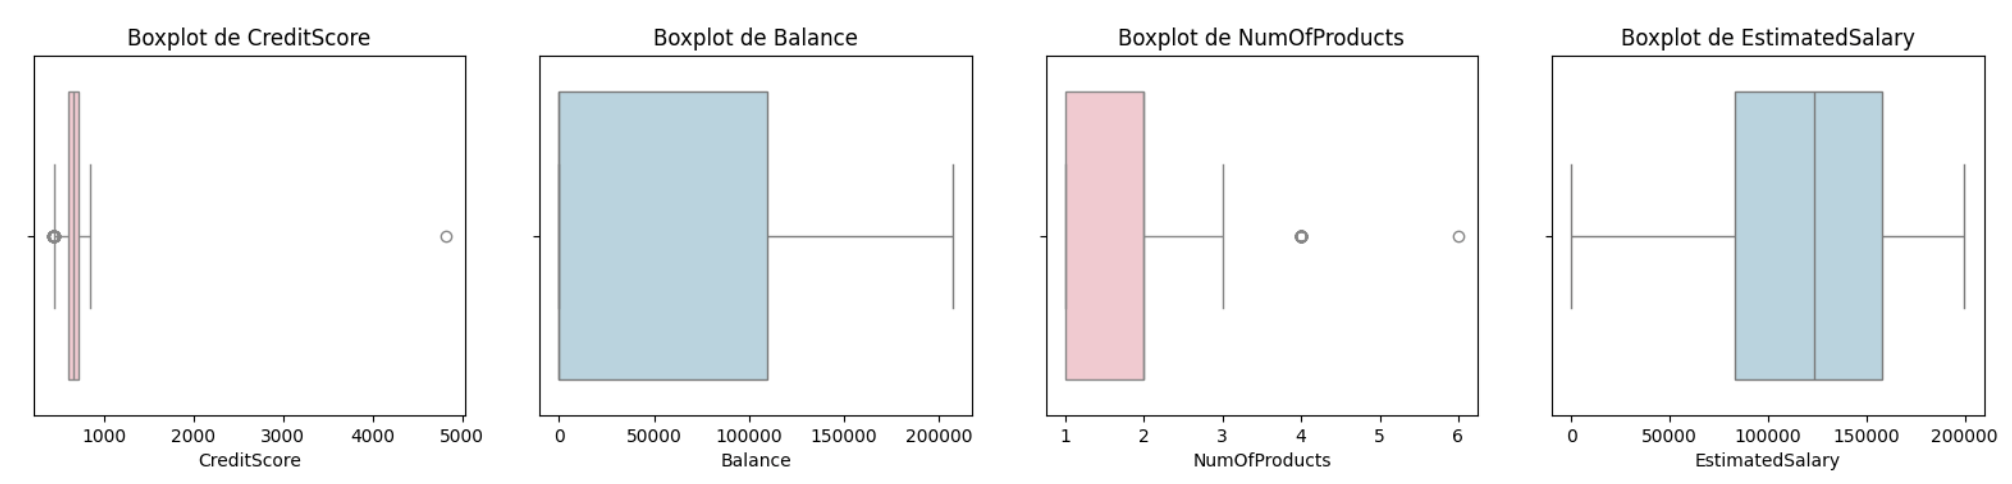 Boxplot de CreditScore
1000 2000 3000 4000 5000
CreditScore
Boxplot de Balance
0 50000 100000 150000 200000
Balance
Boxplot de NumOfProducts
1 2 3 4 5 6
NumOfProducts
Boxplot de EstimatedSalary
0 50000 100000 150000 200000
EstimatedSalary